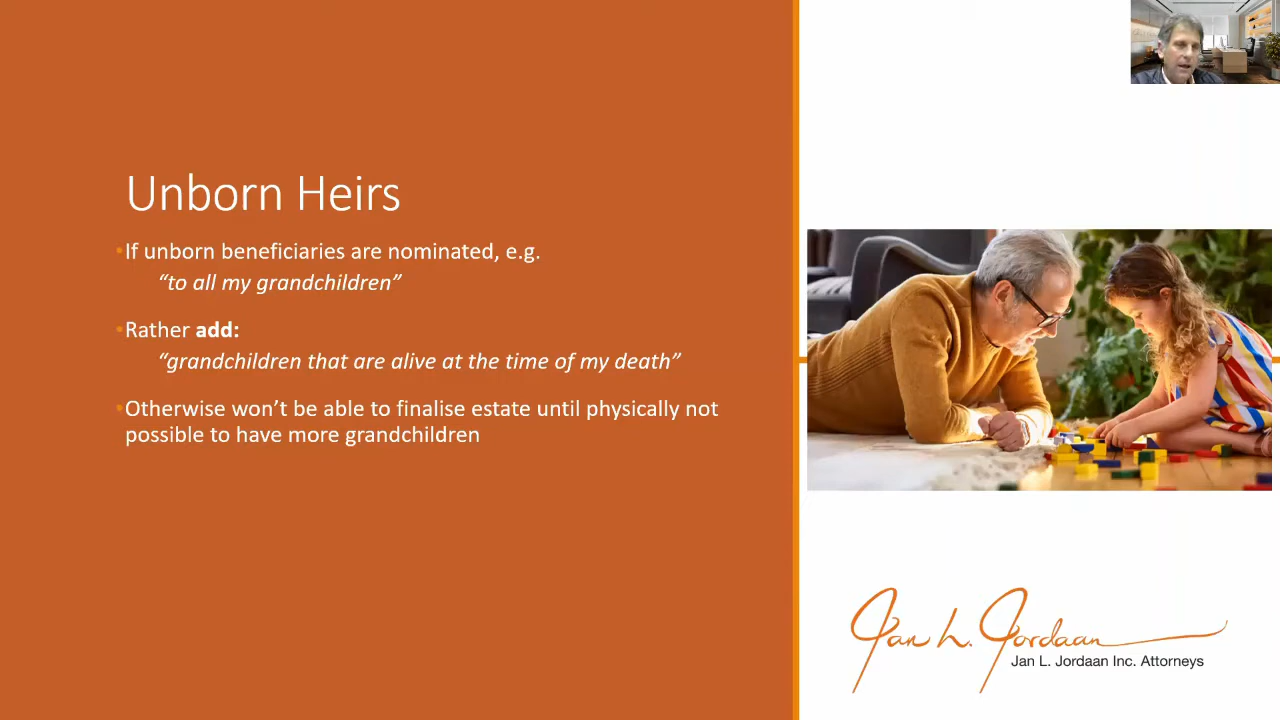 Unborn Heirs
•If unborn beneficiaries are nominated, e.g.
“to all my grandchildren”
•Rather add:
“grandchildren that are alive at the time of my death”
•Otherwise won’t be able to finalise estate until physically not
possible to have more grandchildren
Jan L. Jordaan
Jan L. Jordaan Inc. Attorneys